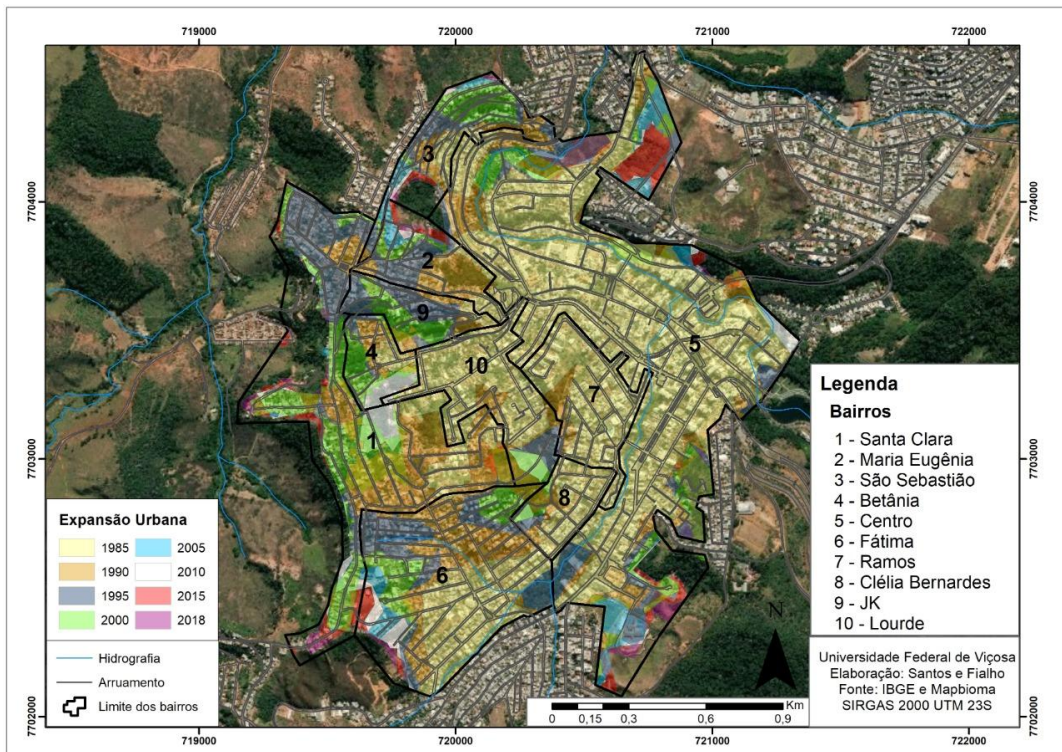 719000 720000 721000 722000
7704000 7704000
7703000 7703000
7702000 7702000
3
2
9
4
10
5
7
1
8
6
Expansão Urbana
1985 2005
1990 2010
1995 2015
2000 2018
Hidrografia
Arruamento
Limite dos bairros
Legenda
Bairros
1 - Santa Clara
2 - Maria Eugênia
3 - São Sebastião
4 - Betânia
5 - Centro
6 - Fátima
7 - Ramos
8 - Clélia Bernardes
9 - JK
10 - Lourde
N
Km
0 0,15 0,3 0,6 0,9
Universidade Federal de Viçosa
Elaboração: Santos e Fialho
Fonte: IBGE e Mapbioma
SIRGAS 2000 UTM 23S
719000 720000 721000 722000